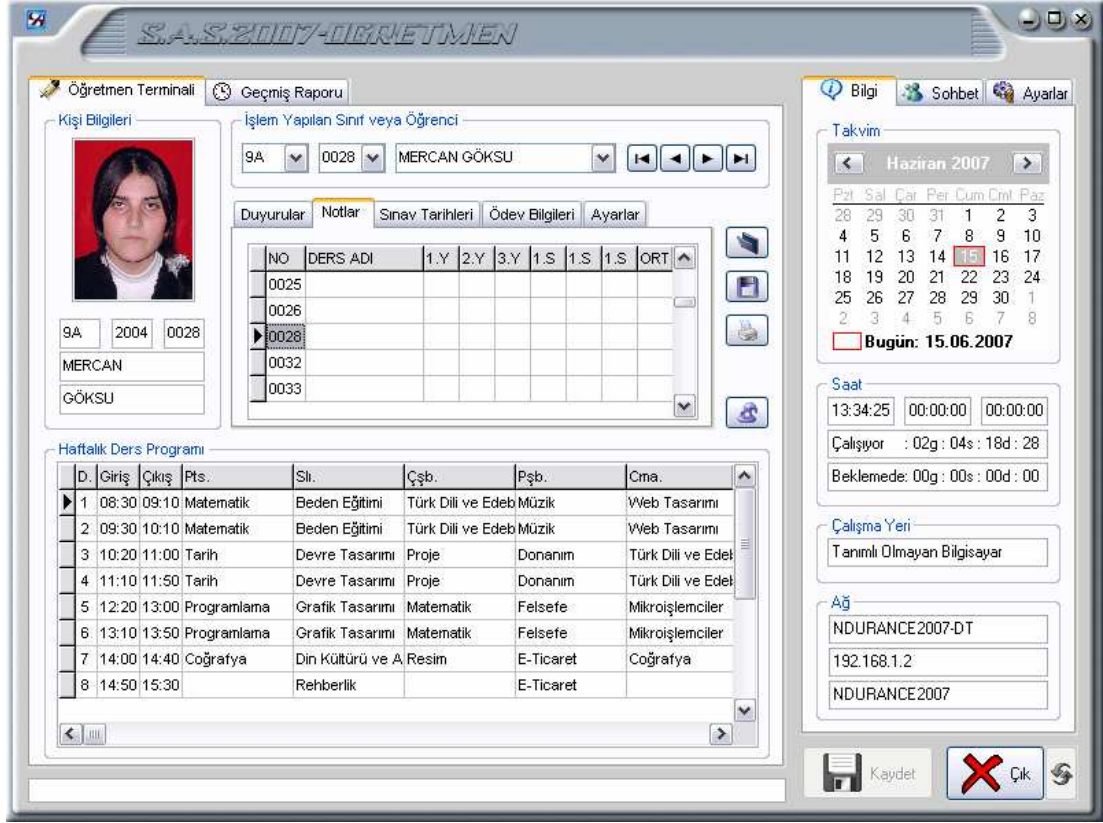 S.A.S.2007-OGRETMEN
Öğretmen Terminali Geçmiş Raporu
Kişi Bilgileri
9A 2004 0028
MERCAN
GÖKSU
İşlem Yapılan Sınıf veya Öğrenci
9A 0028 MERCAN GÖKSU
Duyurular Notlar Sınav Tarihleri Ödev Bilgileri Ayarlar
NO DERS ADI 1.Y 2.Y 3.Y 1.S 1.S 1.S ORT
0025
0026
0028
0032
0033
Haftalık Ders Programı
D. Giriş Çıkış Pts. Slı. Çşb. Pşb. Cma.
1 08:30 09:10 Matematik Beden Eğitimi Türk Dili ve Edeb Müzik Web Tasarımı
2 09:30 10:10 Matematik Beden Eğitimi Türk Dili ve Edeb Müzik Web Tasarımı
3 10:20 11:00 Tarih Devre Tasarımı Proje Donanım Türk Dili ve Edeb
4 11:10 11:50 Tarih Devre Tasarımı Proje Donanım Türk Dili ve Edeb
5 12:20 13:00 Programlama Grafik Tasarımı Matematik Felsefe Mikroişlemciler
6 13:10 13:50 Programlama Grafik Tasarımı Matematik Felsefe Mikroişlemciler
7 14:00 14:40 Coğrafya Din Kültürü ve A Resim E-Ticaret Coğrafya
8 14:50 15:30 Rehberlik E-Ticaret
Bilgi Sohbet Ayarlar
Takvim
Haziran 2007
Pzt Sal Çar Per Cum Cmt Paz
28 29 30 31 1 2 3
4 5 6 7 8 9 10
11 12 13 14 15 16 17
18 19 20 21 22 23 24
25 26 27 28 29 30 1
2 3 4 5 6 7 8
Bugün: 15.06.2007
Saat
13:34:25 00:00:00 00:00:00
Çalışıyor : 02g : 04s : 18d : 28
Beklemede: 00g : 00s : 00d : 00
Çalışma Yeri
Tanımlı Olmayan Bilgisayar
Ağ
NDURANCE2007-DT
192.168.1.2
NDURANCE2007
Kaydet Çık